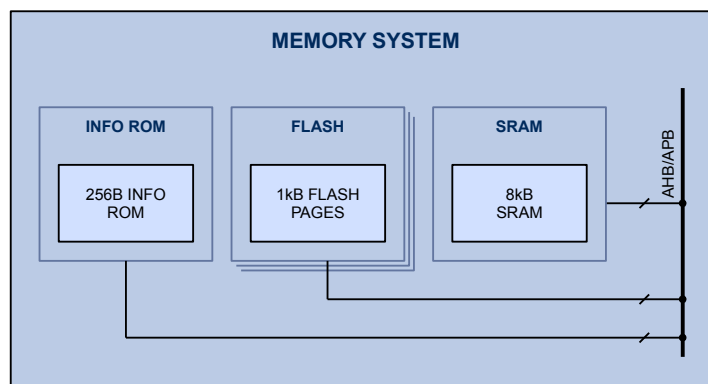 MEMORY SYSTEM
INFO ROM
FLASH
SRAM
256B INFO
ROM
1kB FLASH
PAGES
8kB
SRAM
AHB/APB